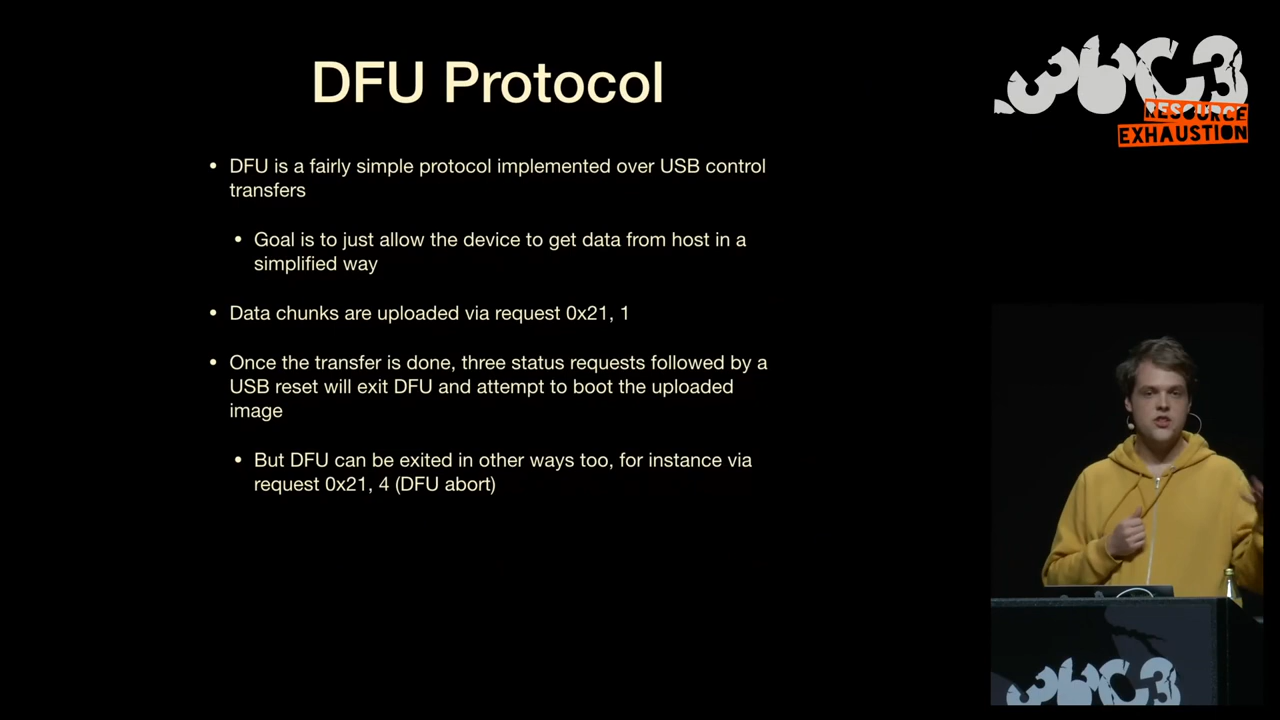 DFU Protocol
36C3
RESOURCE
EXHAUSTION
• DFU is a fairly simple protocol implemented over USB control
transfers
• Goal is to just allow the device to get data from host in a
simplified way
• Data chunks are uploaded via request 0x21, 1
• Once the transfer is done, three status requests followed by a
USB reset will exit DFU and attempt to boot the uploaded
image
• But DFU can be exited in other ways too, for instance via
request 0x21, 4 (DFU abort)
36C3